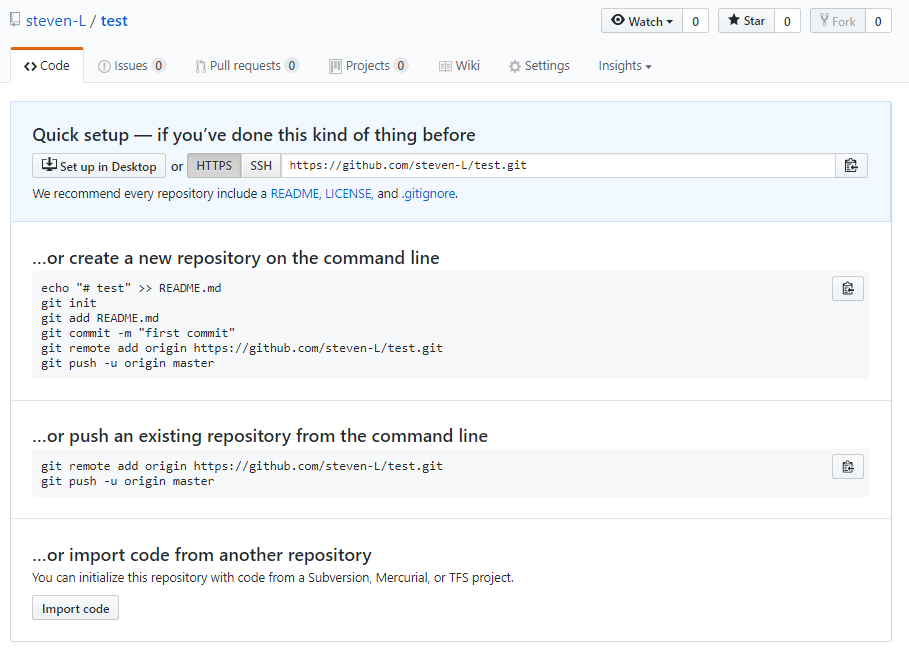 steven-L / test
Watch 0 Star 0 Fork 0
Code Issues 0 Pull requests 0 Projects 0 Wiki Settings Insights
Quick setup — if you’ve done this kind of thing before
Set up in Desktop or HTTPS SSH https://github.com/steven-L/test.git
We recommend every repository include a README, LICENSE, and .gitignore.
…or create a new repository on the command line
echo "# test" >> README.md
git init
git add README.md
git commit -m "first commit"
git remote add origin https://github.com/steven-L/test.git
git push -u origin master
…or push an existing repository from the command line
git remote add origin https://github.com/steven-L/test.git
git push -u origin master
…or import code from another repository
You can initialize this repository with code from a Subversion, Mercurial, or TFS project.
Import code